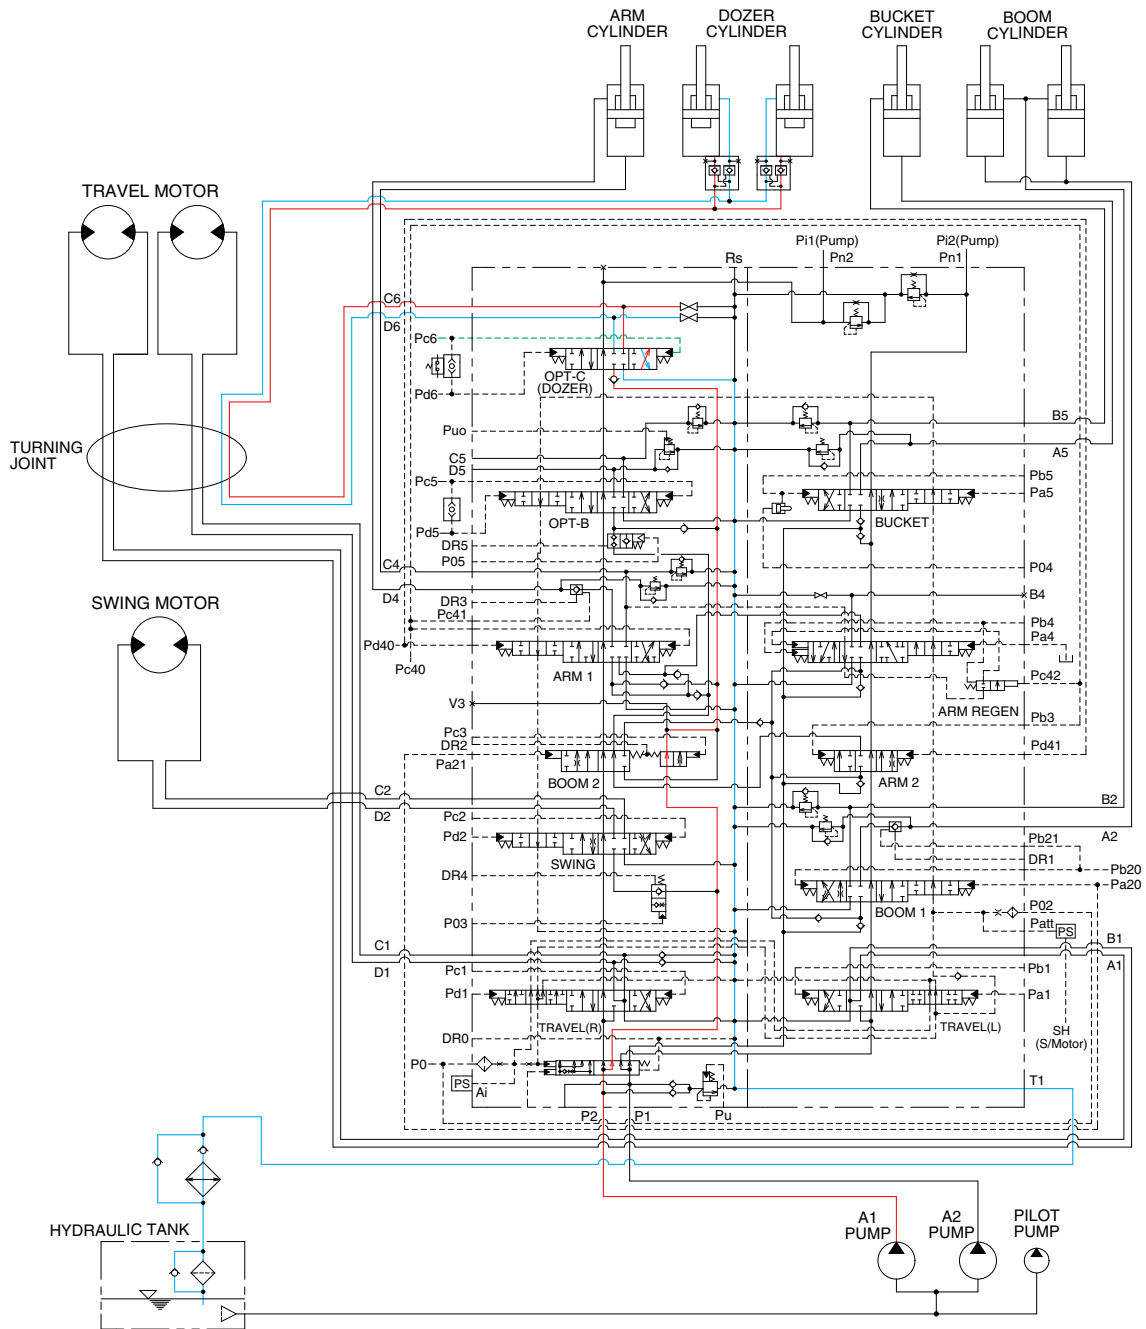 ARM
CYLINDER
DOZER
CYLINDER
BUCKET
CYLINDER
BOOM
CYLINDER
TRAVEL MOTOR
Pi1(Pump)
Pn2
Pi2(Pump)
Pn1
Rs
C6
D6
Pc6
Pd6
OPT-C
(DOZER)
TURNING
JOINT
Puo
C5
D5
Pc5
Pd5
OPT-B
DR5
P05
B5
A5
Pb5
Pa5
BUCKET
P04
C4
D4
DR3
Pc41
B4
Pb4
Pa4
SWING MOTOR
Pd40
Pc40
ARM 1
Pc42
ARM REGEN
V3
Pc3
DR2
Pa21
BOOM 2
Pb3
Pd41
ARM 2
C2
D2
Pc2
Pd2
SWING
B2
A2
DR4
P03
Pb21
DR1
Pb20
Pa20
BOOM 1
P02
Patt
PS
C1
D1
Pc1
Pd1
TRAVEL(R)
B1
A1
Pb1
Pa1
TRAVEL(L)
SH
(S/Motor)
DR0
P0
PS
Ai
P2
P1
Pu
T1
HYDRAULIC TANK
A1
PUMP
A2
PUMP
PILOT
PUMP